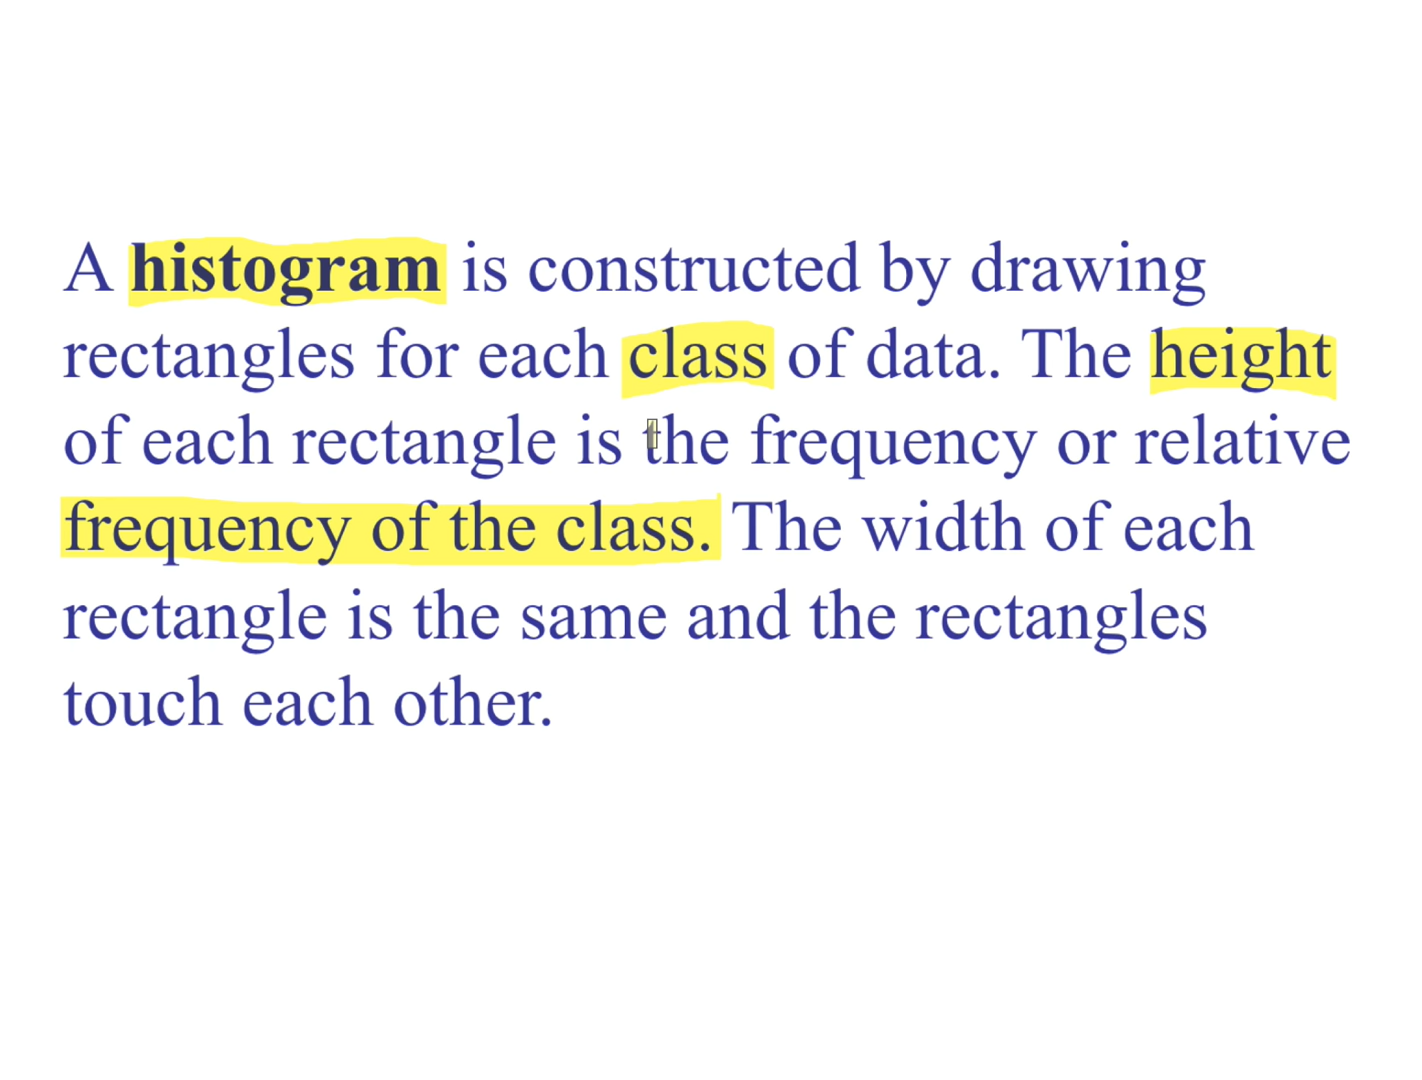 A histogram is constructed by drawing
rectangles for each class of data. The height
of each rectangle is the frequency or relative
frequency of the class. The width of each
rectangle is the same and the rectangles
touch each other.